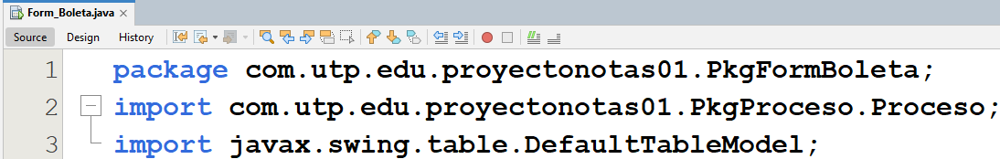 Form_Boleta.java
Source Design History
1 package com.utp.edu.proyectonotas01.PkgFormBoleta;
2 import com.utp.edu.proyectonotas01.PkgProceso.Proceso;
3 import javax.swing.table.DefaultTableModel;